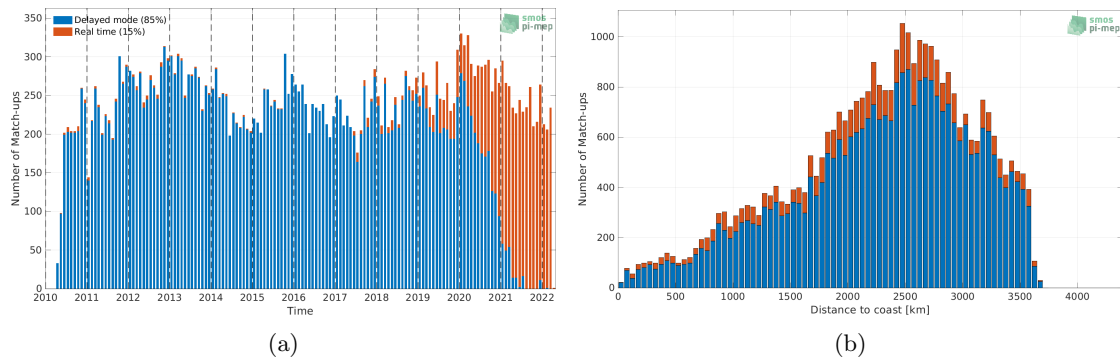 Delayed mode (85%)
Real time (15%)
smos
pi-mep
350
300
250
200
150
100
50
0
Number of Match-ups
2010 2011 2012 2013 2014 2015 2016 2017 2018 2019 2020 2021 2022
Time
(a)
smos
pi-mep
1000
800
600
400
200
0
Number of Match-ups
0 500 1000 1500 2000 2500 3000 3500 4000
Distance to coast [km]
(b)